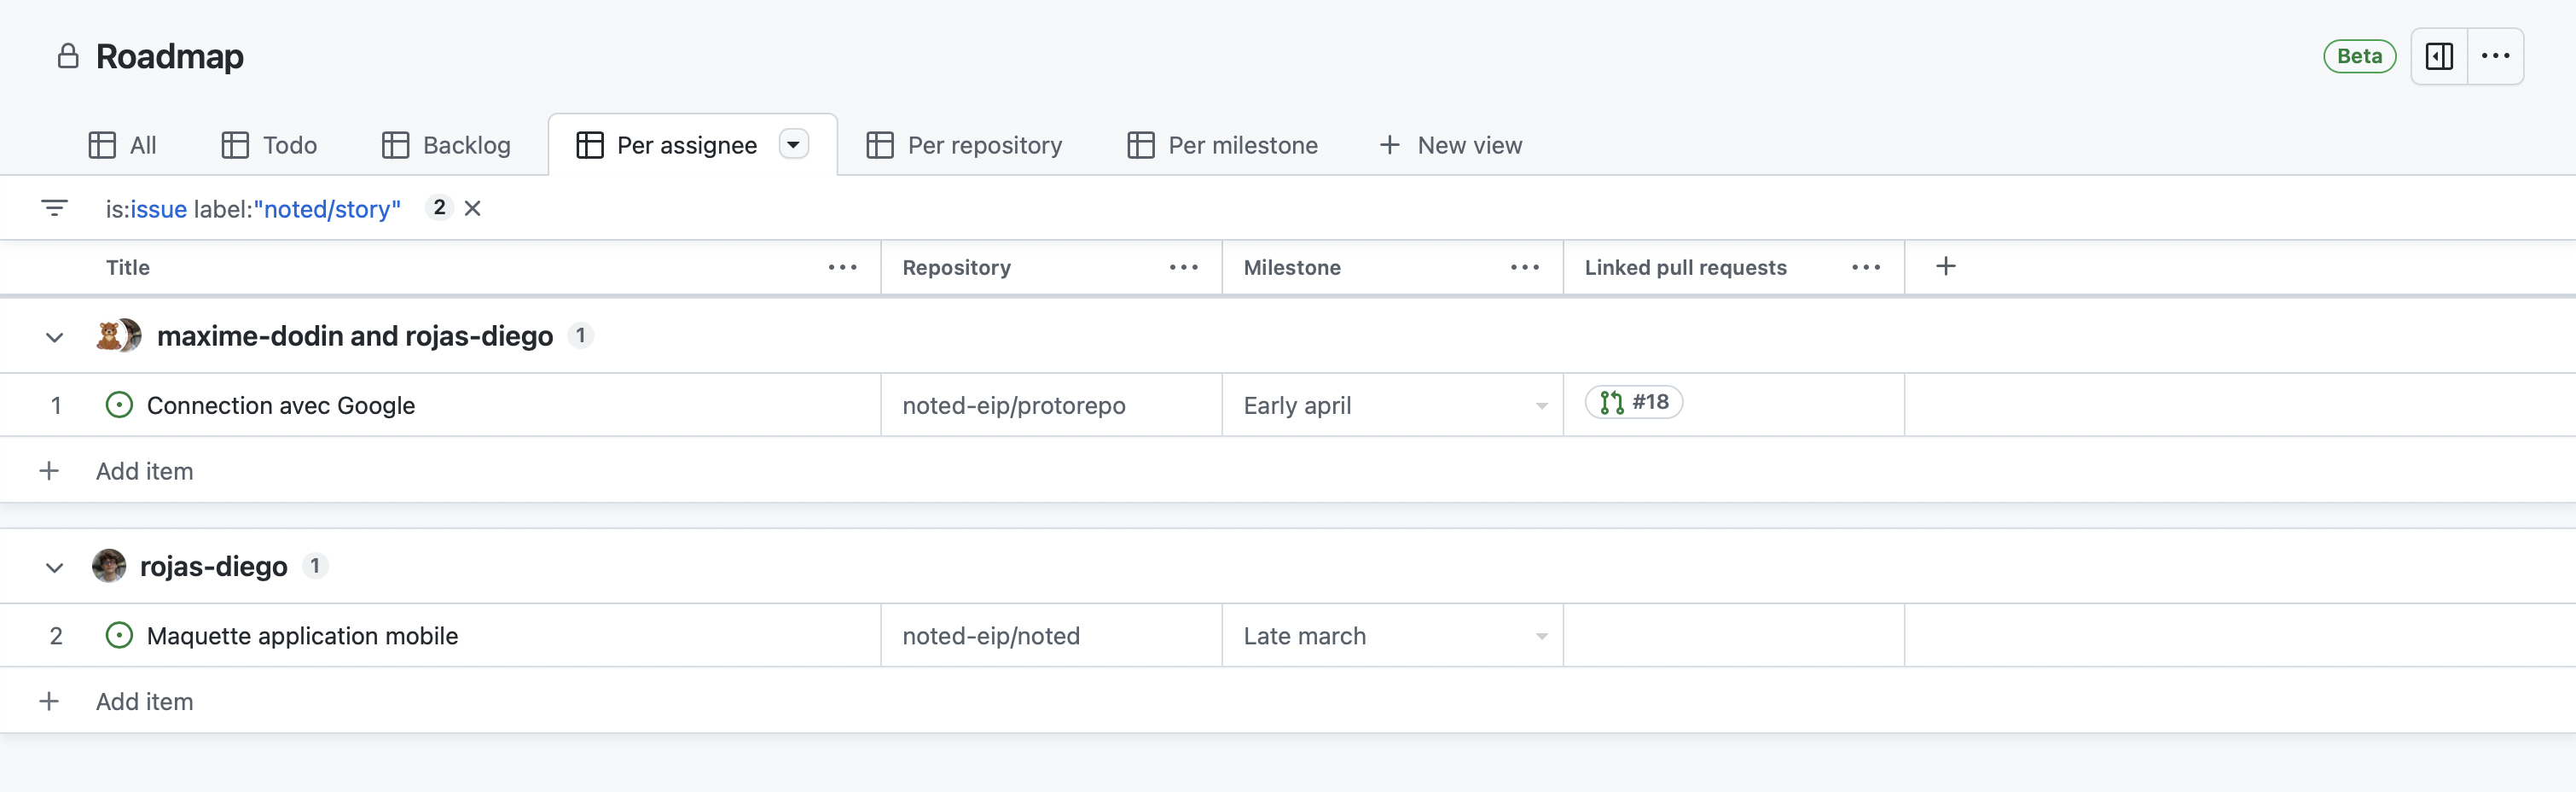 Roadmap
Beta
All Todo Backlog Per assignee Per repository Per milestone New view
is:issue label:"noted/story" 2
Title Repository Milestone Linked pull requests
maxime-dodin and rojas-diego 1
1 Connection avec Google noted-eip/protorepo Early april #18
Add item
rojas-diego 1
2 Maquette application mobile noted-eip/noted Late march
Add item